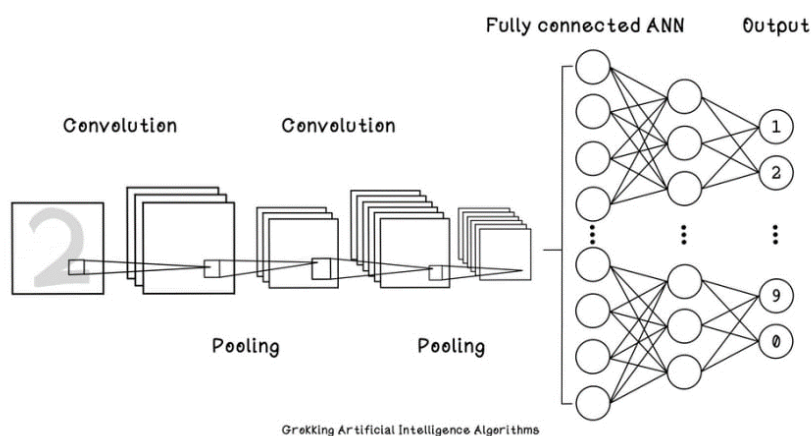 Fully connected ANN
Output
Convolution
Convolution
2
1
2
9
0
Pooling
Pooling
Grokking Artificial Intelligence Algorithms